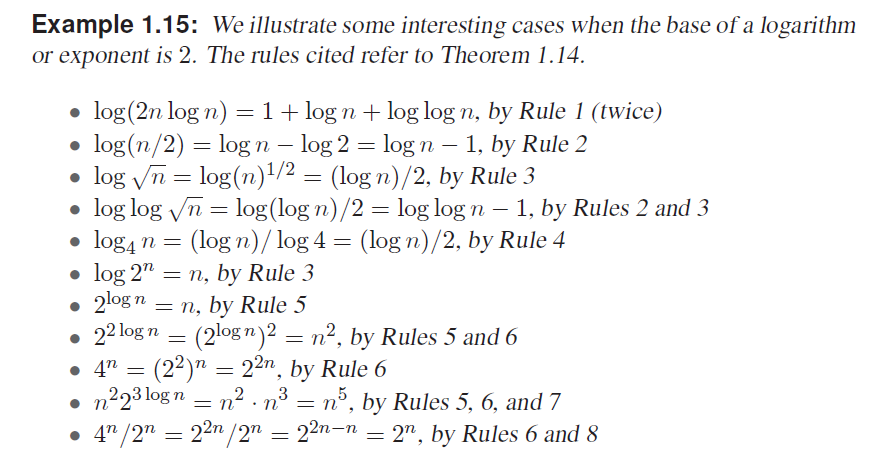 Example 1.15: We illustrate some interesting cases when the base of a logarithm
or exponent is 2. The rules cited refer to Theorem 1.14.
• log(2n log n) = 1 + log n + log log n, by Rule 1 (twice)
• log(n/2) = log n − log 2 = log n − 1, by Rule 2
• log √n = log(n)^{1/2} = (log n)/2, by Rule 3
• log log √n = log(log n)/2 = log log n − 1, by Rules 2 and 3
• log₄ n = (log n)/ log 4 = (log n)/2, by Rule 4
• log 2^n = n, by Rule 3
• 2^{log n} = n, by Rule 5
• 2^{2 log n} = (2^{log n})^2 = n^2, by Rules 5 and 6
• 4^n = (2^2)^n = 2^{2n}, by Rule 6
• n^2 2^{3 log n} = n^2 · n^3 = n^5, by Rules 5, 6, and 7
• 4^n/2^n = 2^{2n}/2^n = 2^{2n−n} = 2^n, by Rules 6 and 8